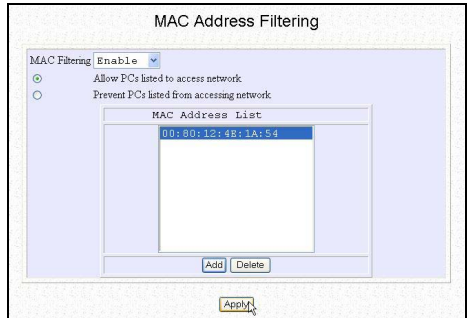 MAC Address Filtering
MAC Filtering Enable
Allow PCs listed to access network
Prevent PCs listed from accessing network
MAC Address List
00:80:12:4E:1A:54
Add Delete
Apply